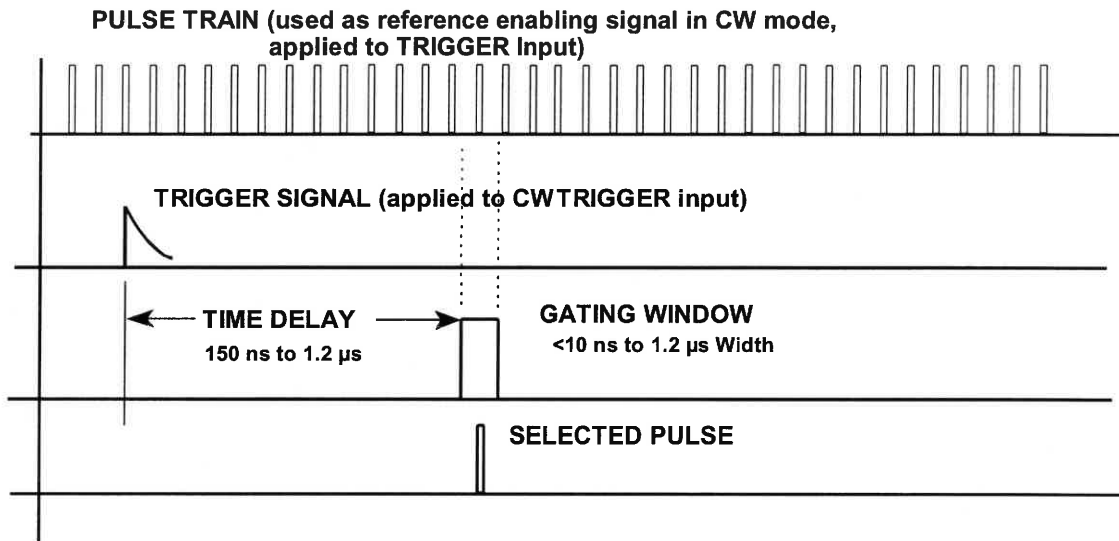 PULSE TRAIN (used as reference enabling signal in CW mode,
applied to TRIGGER Input)
TRIGGER SIGNAL (applied to CWTRIGGER input)
TIME DELAY
150 ns to 1.2 µs
GATING WINDOW
<10 ns to 1.2 µs Width
SELECTED PULSE